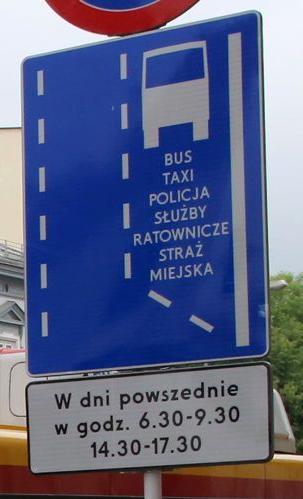 BUS
TAXI
POLICJA
SŁUŻBY
RATOWNICZE
STRAŻ
MIEJSKA
W dni powszednie
w godz. 6.30-9.30
14.30-17.30